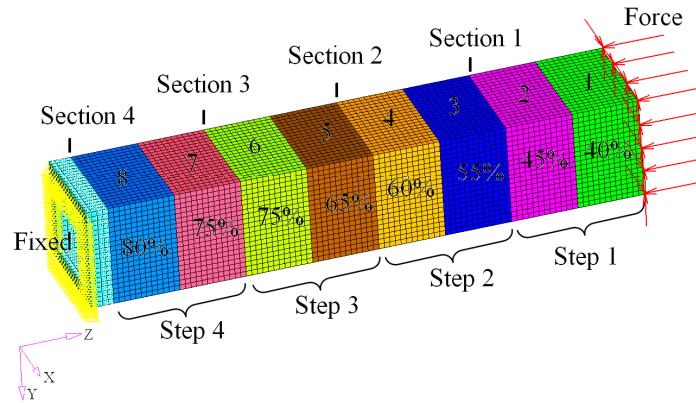 Force
Section 1
Section 2
Section 3
Section 4
1
2
3
4
5
6
7
8
40%
45%
55%
60%
65%
75%
75%
80%
Fixed
Step 1
Step 2
Step 3
Step 4
Z
X
Y